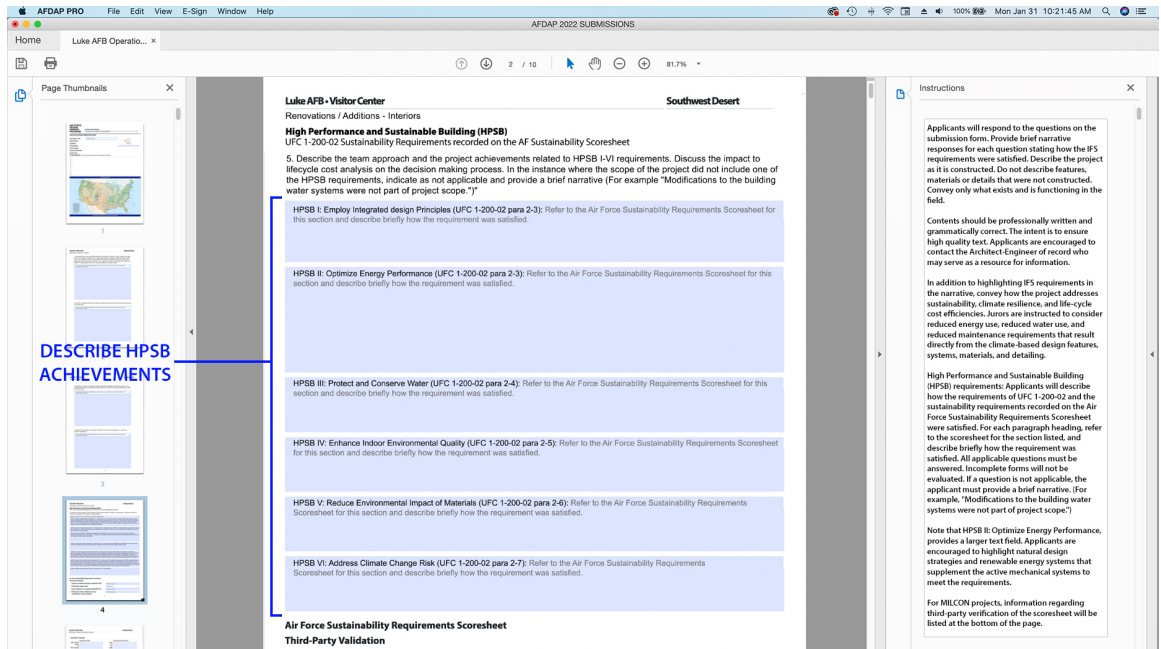 AFDAP PRO File Edit View E-Sign Window Help 100% Mon Jan 31 10:21:45 AM
AFDAP 2022 SUBMISSIONS
Home Luke AFB Operatio... ×
2 / 10 81.7%
Page Thumbnails
1
3
4
DESCRIBE HPSB
ACHIEVEMENTS
Luke AFB • Visitor Center Southwest Desert
Renovations / Additions - Interiors
High Performance and Sustainable Building (HPSB)
UFC 1-200-02 Sustainability Requirements recorded on the AF Sustainability Scoresheet
5. Describe the team approach and the project achievements related to HPSB I-VI requirements. Discuss the impact to
lifecycle cost analysis on the decision making process. In the instance where the scope of the project did not include one of
the HPSB requirements, indicate as not applicable and provide a brief narrative (For example "Modifications to the building
water systems were not part of project scope.")"
HPSB I: Employ Integrated design Principles (UFC 1-200-02 para 2-3): Refer to the Air Force Sustainability Requirements Scoresheet for
this section and describe briefly how the requirement was satisfied.
HPSB II: Optimize Energy Performance (UFC 1-200-02 para 2-3): Refer to the Air Force Sustainability Requirements Scoresheet for this
section and describe briefly how the requirement was satisfied.
HPSB III: Protect and Conserve Water (UFC 1-200-02 para 2-4): Refer to the Air Force Sustainability Requirements Scoresheet for this
section and describe briefly how the requirement was satisfied.
HPSB IV: Enhance Indoor Environmental Quality (UFC 1-200-02 para 2-5): Refer to the Air Force Sustainability Requirements Scoresheet
for this section and describe briefly how the requirement was satisfied.
HPSB V: Reduce Environmental Impact of Materials (UFC 1-200-02 para 2-6): Refer to the Air Force Sustainability Requirements
Scoresheet for this section and describe briefly how the requirement was satisfied.
HPSB VI: Address Climate Change Risk (UFC 1-200-02 para 2-7): Refer to the Air Force Sustainability Requirements
Scoresheet for this section and describe briefly how the requirement was satisfied.
Air Force Sustainability Requirements Scoresheet
Third-Party Validation
Instructions
Applicants will respond to the questions on the
submission form. Provide brief narrative
responses for each question stating how the IFS
requirements were satisfied. Describe the project
as it is constructed. Do not describe features,
materials or details that were not constructed.
Convey only what exists and is functioning in the
field.
Contents should be professionally written and
grammatically correct. The intent is to ensure
high quality text. Applicants are encouraged to
contact the Architect-Engineer of record who
may serve as a resource for information.
In addition to highlighting IFS requirements in
the narrative, convey how the project addresses
sustainability, climate resilience, and life-cycle
cost efficiencies. Jurors are instructed to consider
reduced energy use, reduced water use, and
reduced maintenance requirements that result
directly from the climate-based design features,
systems, materials, and detailing.
High Performance and Sustainable Building
(HPSB) requirements: Applicants will describe
how the requirements of UFC 1-200-02 and the
sustainability requirements recorded on the Air
Force Sustainability Requirements Scoresheet
were satisfied. For each paragraph heading, refer
to the scoresheet for the section listed, and
describe briefly how the requirement was
satisfied. All applicable questions must be
answered. Incomplete forms will not be
evaluated. If a question is not applicable, the
applicant must provide a brief narrative. (For
example, "Modifications to the building water
systems were not part of project scope.")
Note that HPSB II: Optimize Energy Performance,
provides a larger text field. Applicants are
encouraged to highlight natural design
strategies and renewable energy systems that
supplement the active mechanical systems to
meet the requirements.
For MILCON projects, information regarding
third-party verification of the scoresheet will be
listed at the bottom of the page.